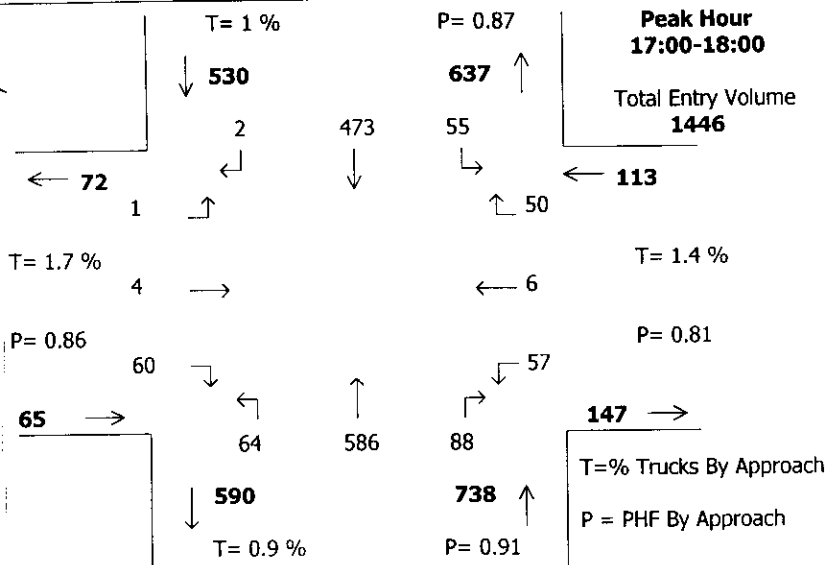 T= 1 %
P= 0.87
Peak Hour
17:00-18:00
530
637
Total Entry Volume
1446
2
473
55
72
113
1
50
T= 1.7 %
T= 1.4 %
4
6
P= 0.86
P= 0.81
60
57
65
147
64
586
88
T=% Trucks By Approach
590
738
P = PHF By Approach
T= 0.9 %
P= 0.91